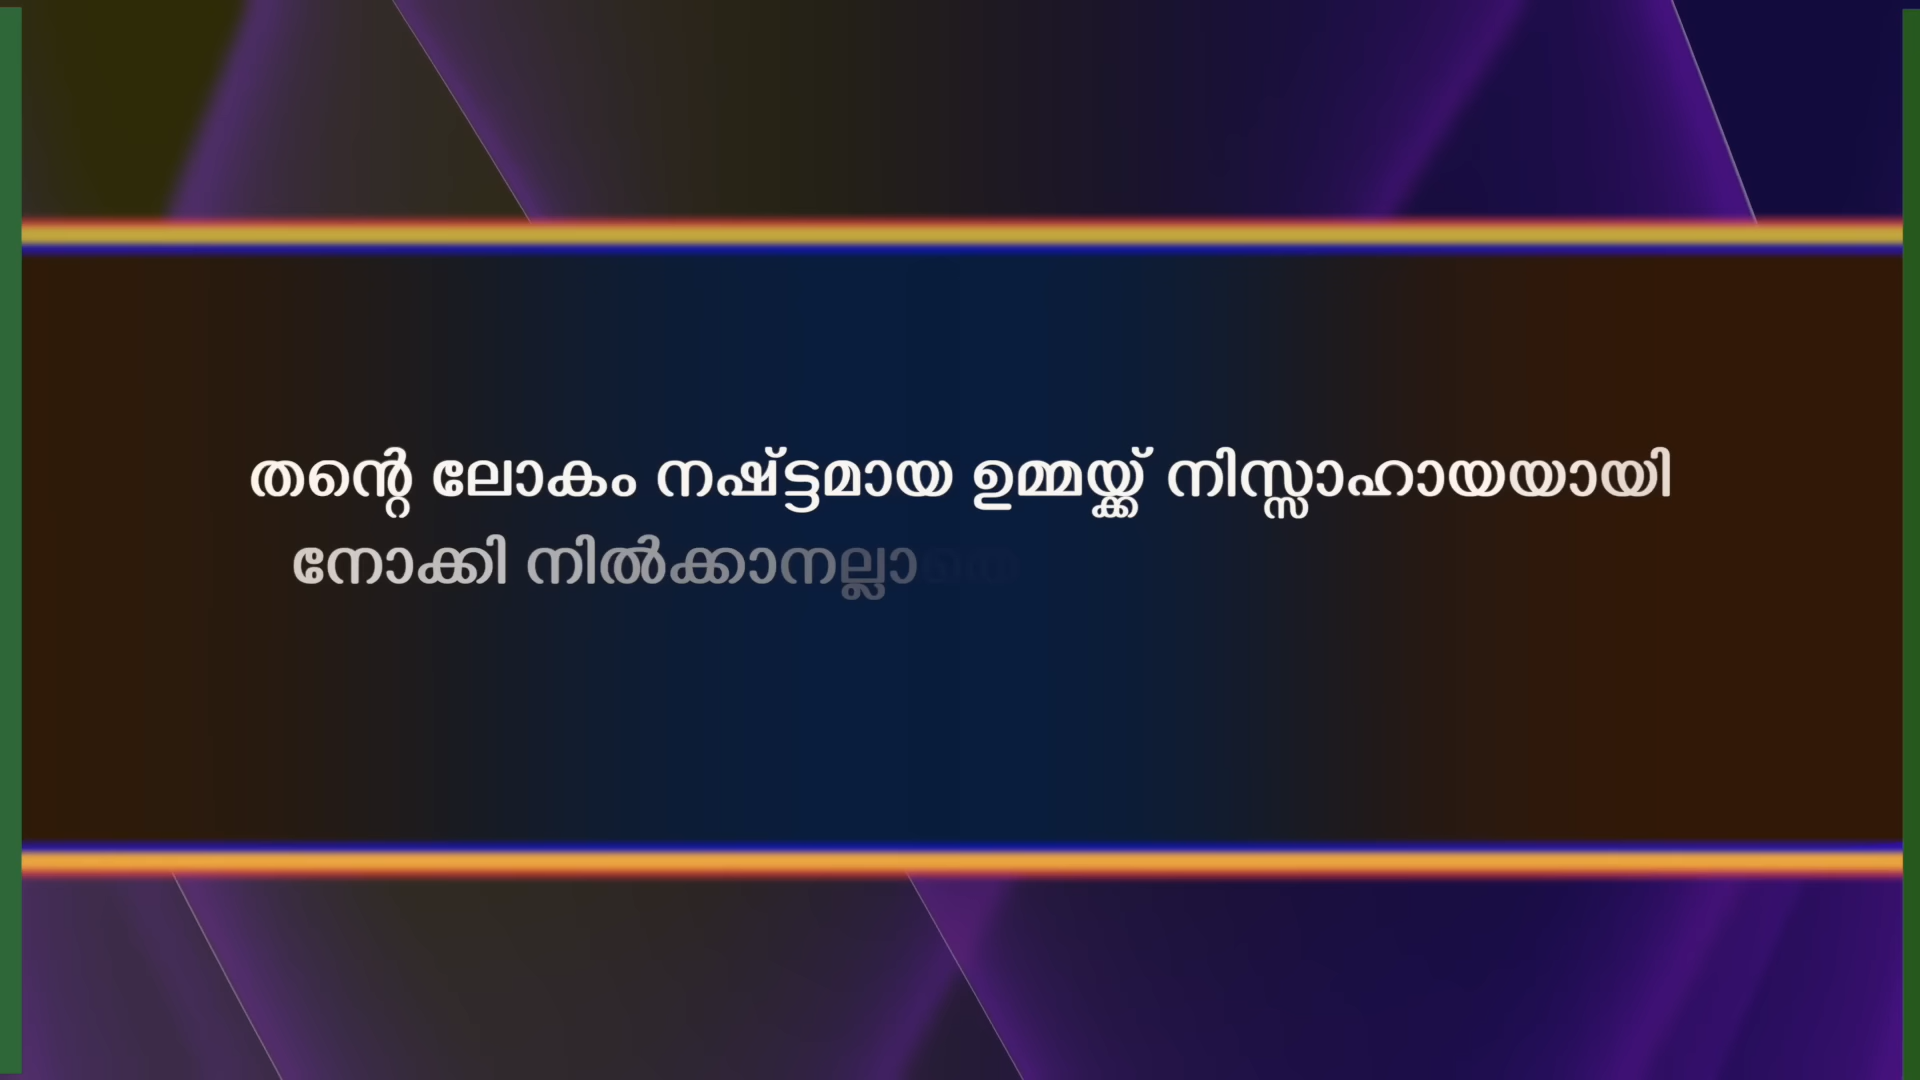 തന്റെ ലോകം നഷ്ട്ടമായ ഉമ്മയ്ക്ക് നിസ്സാഹായയായി
നോക്കി നിൽക്കാനല്ലാതെ